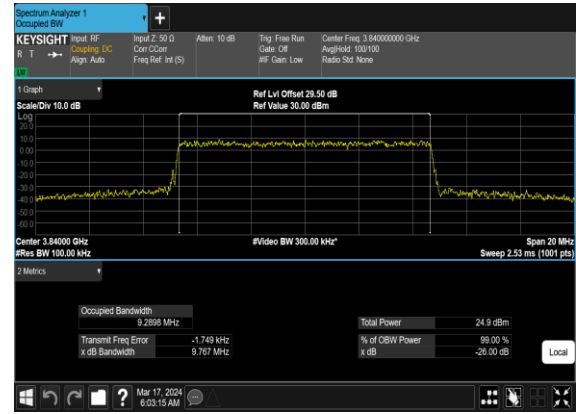 Spectrum Analyzer 1
Occupied BW
KEYSIGHT Input: RF Input Z: 50 Ω Atten: 10 dB Trig: Free Run Center Freq: 3.840000000 GHz
R T Coupling: DC Corr CCorr Gate: Off Avg|Hold: 100/100
Align: Auto Freq Ref: Int (S) #IF Gain: Low Radio Std: None
LXI
1 Graph
Ref Lvl Offset 29.50 dB
Scale/Div 10.0 dB Ref Value 30.00 dBm
Log
20.0
10.0
0.00
-10.0
-20.0
-30.0
-40.0
-50.0
-60.0
Center 3.84000 GHz #Video BW 300.00 kHz* Span 20 MHz
#Res BW 100.00 kHz Sweep 2.53 ms (1001 pts)
2 Metrics
Occupied Bandwidth
9.2898 MHz Total Power 24.9 dBm
Transmit Freq Error -1.749 kHz % of OBW Power 99.00 %
x dB Bandwidth 9.767 MHz x dB -26.00 dB
Local
? Mar 17, 2024
6:03:15 AM